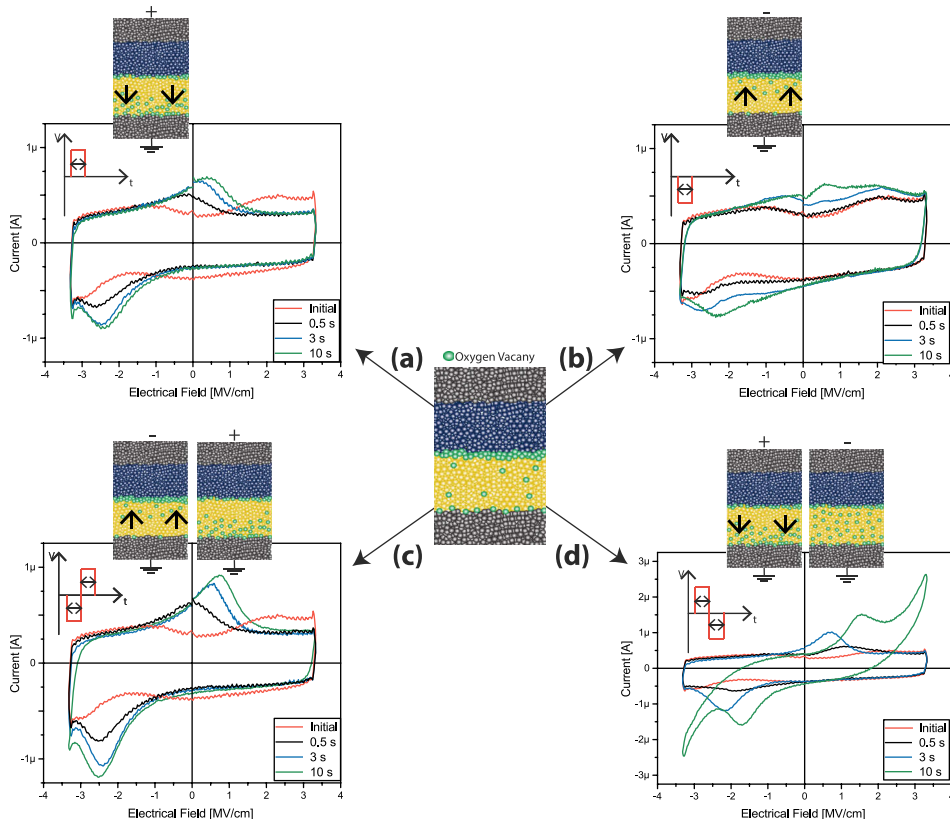 +
V
t
1µ
0
-1µ
Current [A]
-4 -3 -2 -1 0 1 2 3 4
Electrical Field [MV/cm]
Initial
0.5 s
3 s
10 s
(a)
-
V
t
1µ
0
-1µ
Current [A]
-4 -3 -2 -1 0 1 2 3 4
Electrical Field [MV/cm]
Initial
0.5 s
3 s
10 s
(b)
Oxygen Vacancy
- +
V
t
1µ
0
-1µ
Current [A]
-4 -3 -2 -1 0 1 2 3 4
Electrical Field [MV/cm]
Initial
0.5 s
3 s
10 s
(c)
+ -
V
t
3µ
2µ
1µ
0
-1µ
-2µ
-3µ
Current [A]
-4 -3 -2 -1 0 1 2 3 4
Electrical Field [MV/cm]
Initial
0.5 s
3 s
10 s
(d)